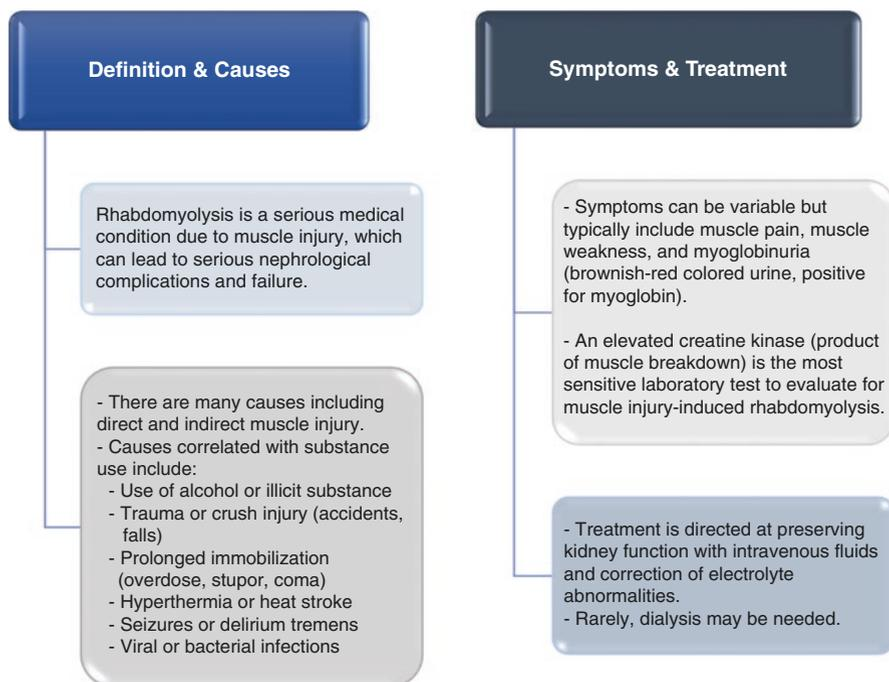 Definition & Causes
Rhabdomyolysis is a serious medical
condition due to muscle injury, which
can lead to serious nephrological
complications and failure.
- There are many causes including
direct and indirect muscle injury.
- Causes correlated with substance
use include:
- Use of alcohol or illicit substance
- Trauma or crush injury (accidents,
falls)
- Prolonged immobilization
(overdose, stupor, coma)
- Hyperthermia or heat stroke
- Seizures or delirium tremens
- Viral or bacterial infections
Symptoms & Treatment
- Symptoms can be variable but
typically include muscle pain, muscle
weakness, and myoglobinuria
(brownish-red colored urine, positive
for myoglobin).
- An elevated creatine kinase (product
of muscle breakdown) is the most
sensitive laboratory test to evaluate for
muscle injury-induced rhabdomyolysis.
- Treatment is directed at preserving
kidney function with intravenous fluids
and correction of electrolyte
abnormalities.
- Rarely, dialysis may be needed.